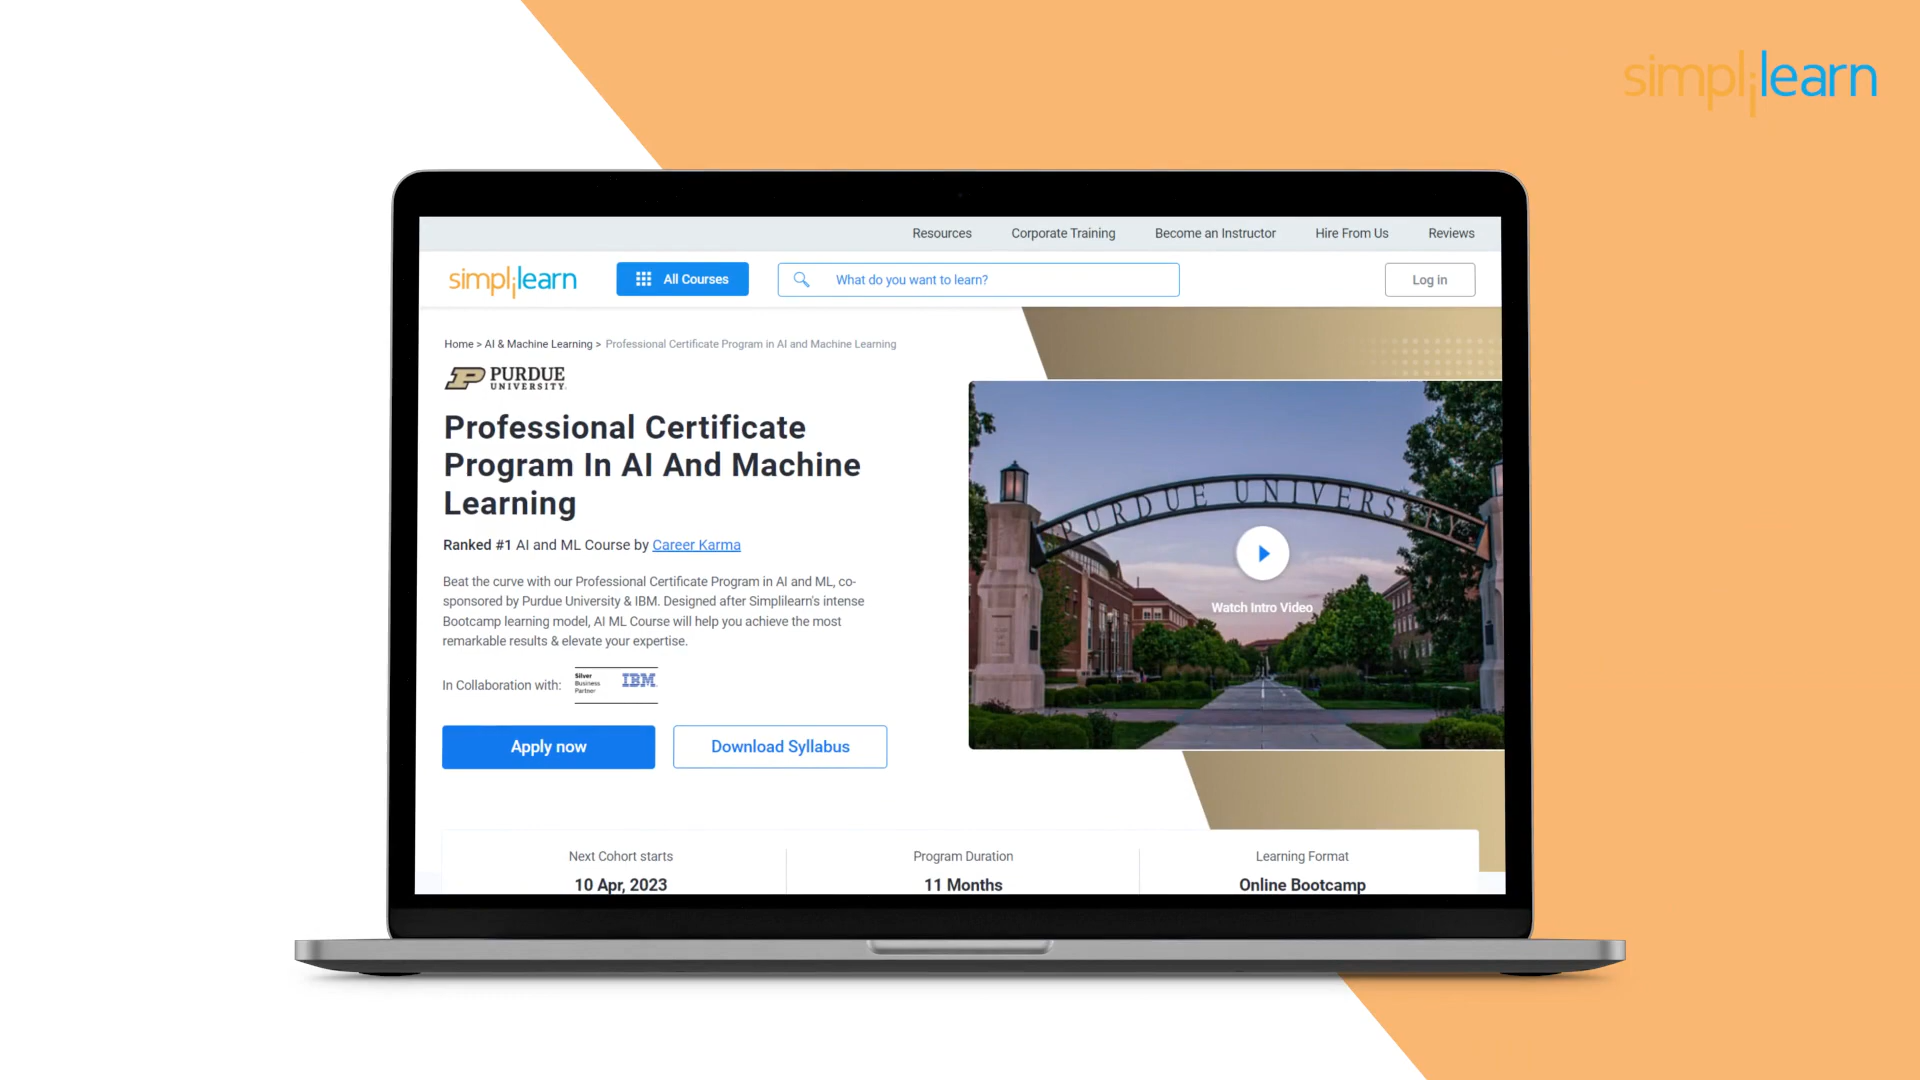 simplilearn
Resources Corporate Training Become an Instructor Hire From Us Reviews
simplilearn All Courses What do you want to learn? Log in
Home > AI & Machine Learning > Professional Certificate Program in AI and Machine Learning
PURDUE
UNIVERSITY.
Professional Certificate
Program In AI And Machine
Learning
Ranked #1 AI and ML Course by Career Karma
Beat the curve with our Professional Certificate Program in AI and ML, co-
sponsored by Purdue University & IBM. Designed after Simplilearn's intense
Bootcamp learning model, AI ML Course will help you achieve the most
remarkable results & elevate your expertise.
In Collaboration with:
Silver
Business
Partner
IBM
Apply now Download Syllabus
PURDUE UNIVERSITY
Watch Intro Video
Next Cohort starts
10 Apr, 2023
Program Duration
11 Months
Learning Format
Online Bootcamp